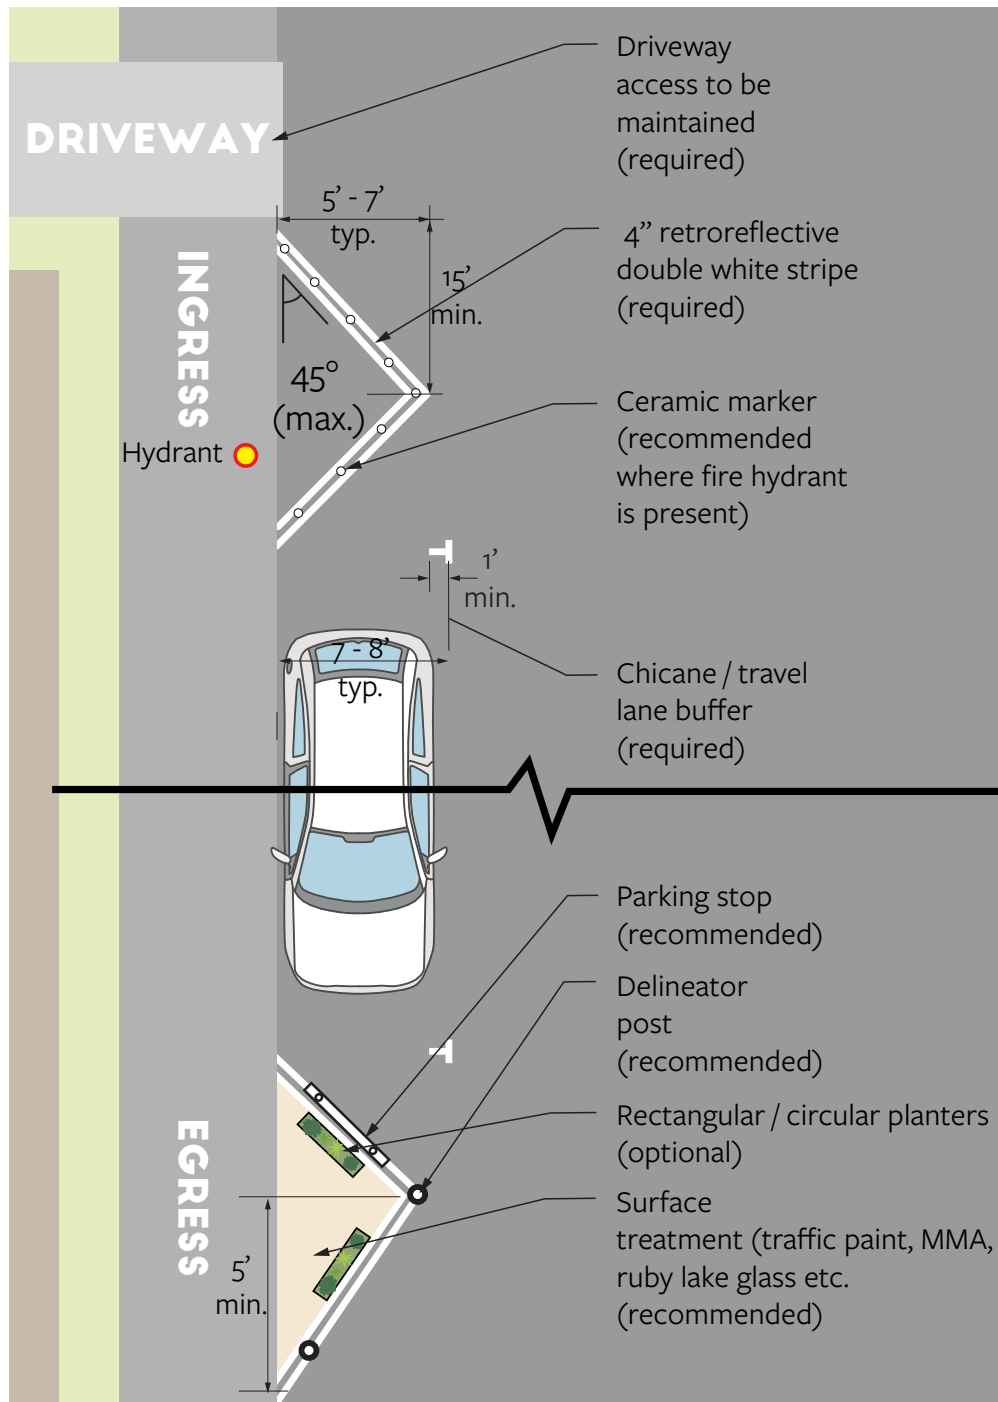 Driveway
access to be
maintained
(required)
DRIVEWAY
5’ - 7’
typ.
4” retroreflective
double white stripe
(required)
15’
min.
INGRESS
45°
(max.)
Ceramic marker
(recommended
where fire hydrant
is present)
Hydrant
1’
min.
7 - 8’
typ.
Chicane / travel
lane buffer
(required)
Parking stop
(recommended)
Delineator
post
(recommended)
Rectangular / circular planters
(optional)
EGRESS
Surface
treatment (traffic paint, MMA,
ruby lake glass etc.
(recommended)
5’
min.